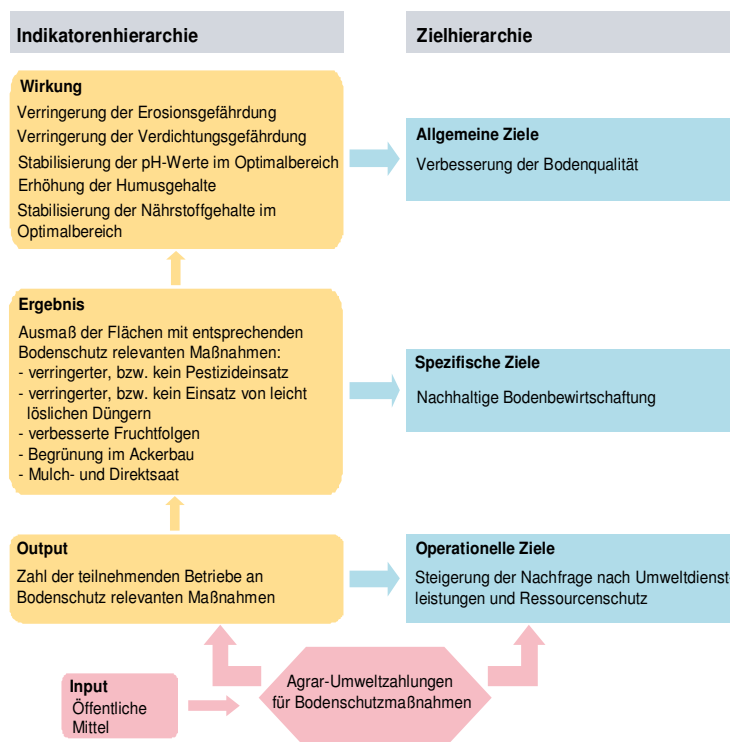 Indikatorenhierarchie
Zielhierarchie
Wirkung
Verringerung der Erosionsgefährdung
Verringerung der Verdichtungsgefährdung
Stabilisierung der pH-Werte im Optimalbereich
Erhöhung der Humusgehalte
Stabilisierung der Nährstoffgehalte im
Optimalbereich
Allgemeine Ziele
Verbesserung der Bodenqualität
Ergebnis
Ausmaß der Flächen mit entsprechenden
Bodenschutz relevanten Maßnahmen:
- verringerter, bzw. kein Pestizideinsatz
- verringerter, bzw. kein Einsatz von leicht
löslichen Düngern
- verbesserte Fruchtfolgen
- Begrünung im Ackerbau
- Mulch- und Direktsaat
Spezifische Ziele
Nachhaltige Bodenbewirtschaftung
Output
Zahl der teilnehmenden Betriebe an
Bodenschutz relevanten Maßnahmen
Operationelle Ziele
Steigerung der Nachfrage nach Umweltdienst
leistungen und Ressourcenschutz
Input
Öffentliche
Mittel
Agrar-Umweltzahlungen
für Bodenschutzmaßnahmen